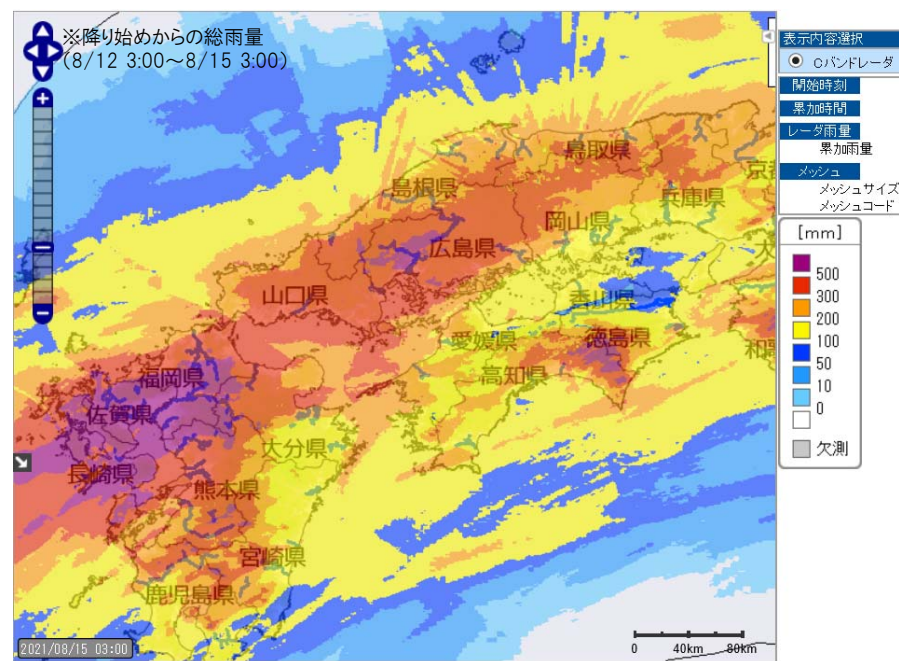 ※降り始めからの総雨量
(8/12 3:00～8/15 3:00)
表示内容選択
Cバンドレーダ
開始時刻
累加時間
レーダ雨量
累加雨量
メッシュ
メッシュサイズ
メッシュコード
[mm]
500
300
200
100
50
10
0
欠測
鳥取県
京都
島根県
兵庫県
岡山県
広島県
大
山口県
香川県
愛媛県
徳島県
和歌
高知県
福岡県
佐賀県
大分県
長崎県
熊本県
宮崎県
鹿児島県
2021/08/15 03:00
0 40km 80km